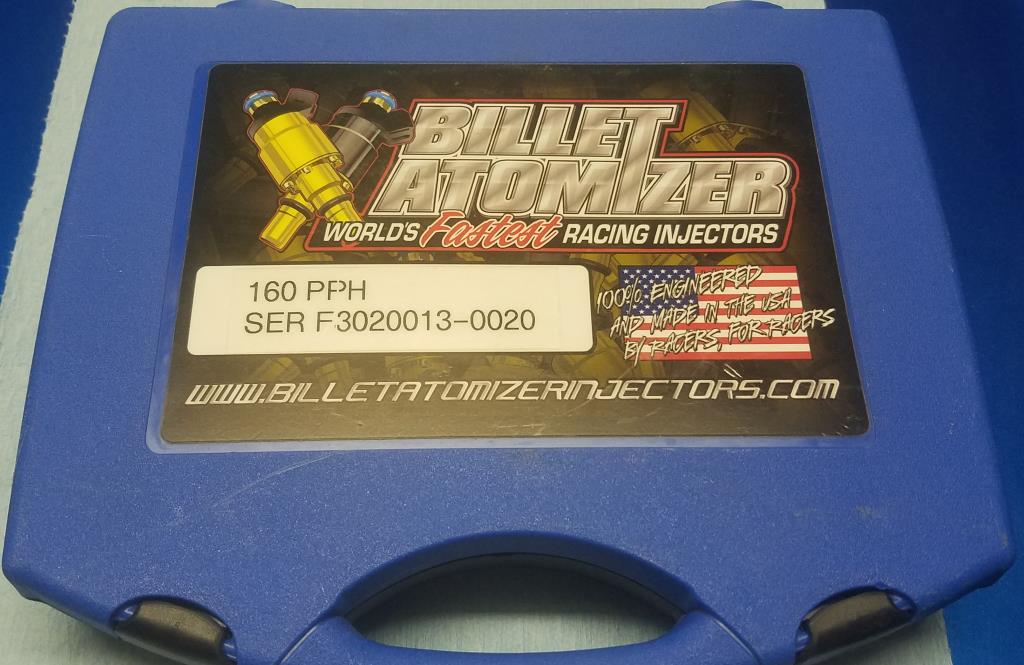 BILLET
ATOMIZER
WORLD'S Fastest RACING INJECTORS
160 PPH
SER F3020013-0020
100% ENGINEERED
AND MADE IN THE USA
BY RACERS, FOR RACERS
WWW.BILLETATOMIZERINJECTORS.COM